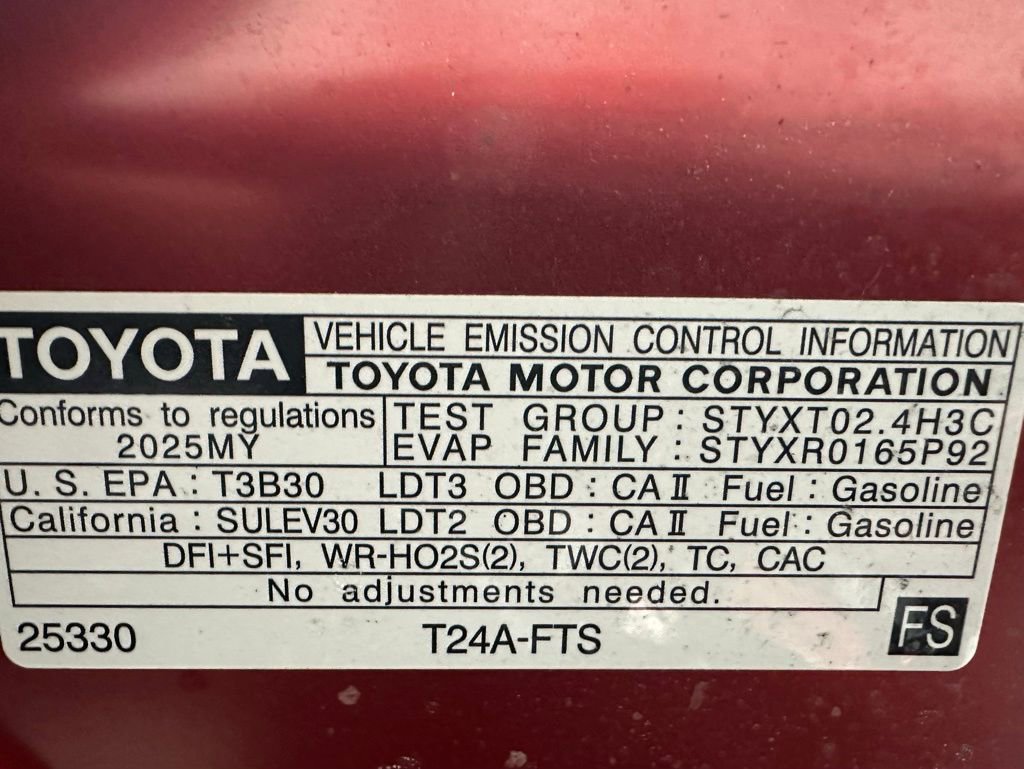 TOYOTA VEHICLE EMISSION CONTROL INFORMATION
TOYOTA MOTOR CORPORATION
Conforms to regulations
2025MY
TEST GROUP : STYXT02.4H3C
EVAP FAMILY : STYXR0165P92
U. S. EPA : T3B30 LDT3 OBD : CA II Fuel : Gasoline
California : SULEV30 LDT2 OBD : CA II Fuel : Gasoline
DFI+SFI, WR-HO2S(2), TWC(2), TC, CAC
No adjustments needed.
25330 T24A-FTS FS